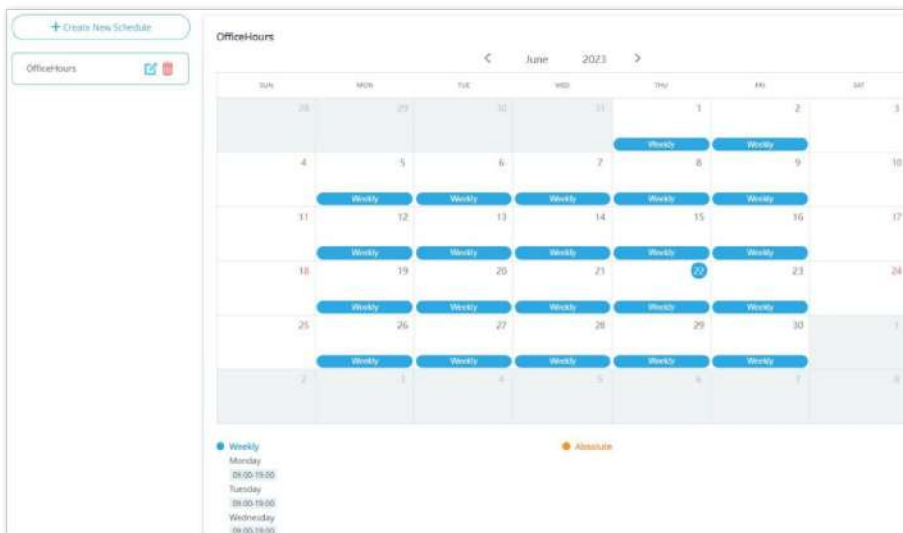 + Create New Schedule
OfficeHours
OfficeHours
< June 2023 >
SUN MON TUE WED THU FRI SAT
28 29 30 31 1 2 3
Weekly Weekly
4 5 6 7 8 9 10
Weekly Weekly Weekly Weekly Weekly
11 12 13 14 15 16 17
Weekly Weekly Weekly Weekly Weekly
18 19 20 21 22 23 24
Weekly Weekly Weekly Weekly Weekly
25 26 27 28 29 30 1
Weekly Weekly Weekly Weekly Weekly
2 3 4 5 6 7 8
Weekly Absolute
Monday
09:00-19:00
Tuesday
09:00-19:00
Wednesday
09:00-19:00